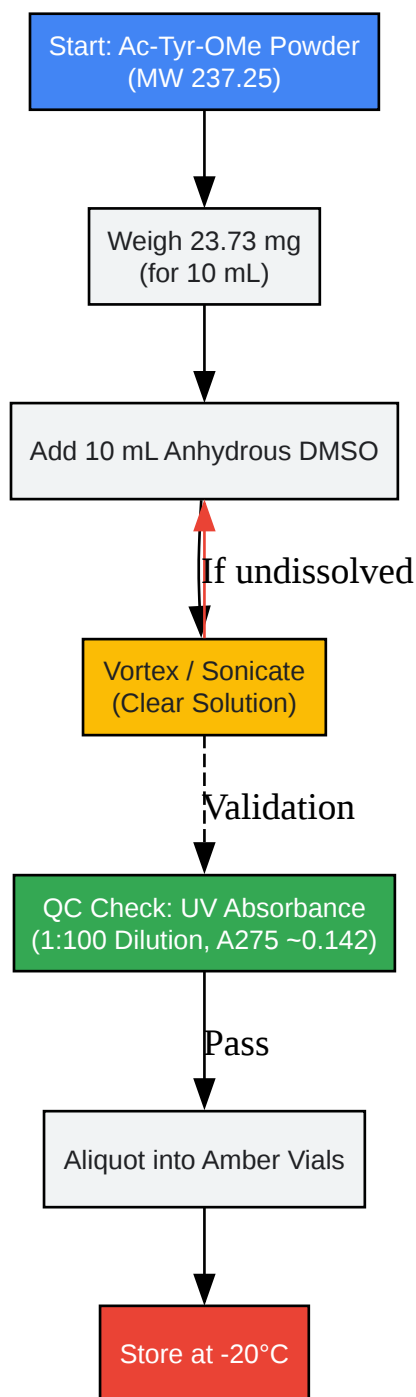 Start: Ac-Tyr-OMe Powder
(MW 237.25)
Weigh 23.73 mg
(for 10 mL)
Add 10 mL Anhydrous DMSO
If undissolved
Vortex / Sonicate
(Clear Solution)
Validation
QC Check: UV Absorbance
(1:100 Dilution, A275 ~0.142)
Pass
Aliquot into Amber Vials
Store at -20°C